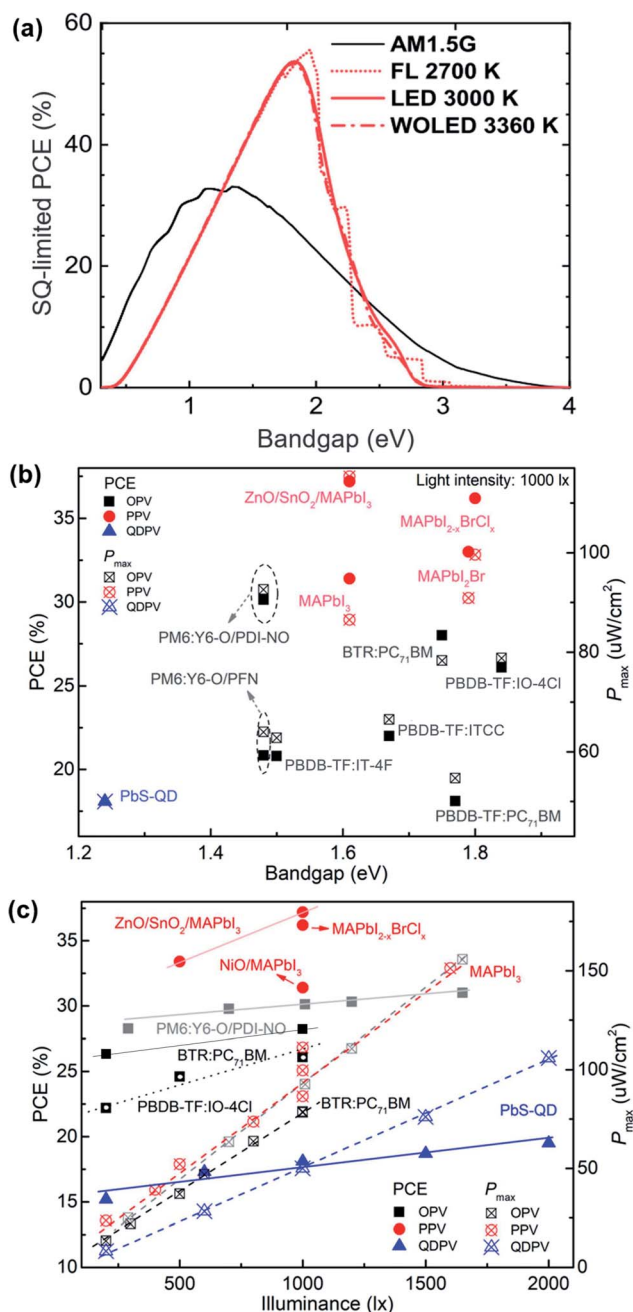 (a)
60
40
20
0
SQ-limited PCE (%)
AM1.5G
FL 2700 K
LED 3000 K
WOLED 3360 K
1 2 3 4
Bandgap (eV)
(b)
PCE
OPV
PPV
QDPV
P_max
OPV
PPV
QDPV
Light intensity: 1000 lx
ZnO/SnO₂/MAPbI₃
MAPbI₂₋ₓBrClₓ
MAPbI₃
MAPbI₂Br
PM6:Y6-O/PDI-NO
BTR:PC₇₁BM
PBDB-TF:IO-4Cl
PM6:Y6-O/PFN
PBDB-TF:ITCC
PBDB-TF:IT-4F
PbS-QD
PBDB-TF:PC₇₁BM
35
30
25
20
PCE (%)
100
80
60
P_max (uW/cm²)
1.2 1.4 1.6 1.8
Bandgap (eV)
(c)
ZnO/SnO₂/MAPbI₃
MAPbI₂₋ₓBrClₓ
NiO/MAPbI₃
MAPbI₃
PM6:Y6-O/PDI-NO
BTR:PC₇₁BM
PBDB-TF:IO-4Cl
BTR:PC₇₁BM
PbS-QD
PCE
OPV
PPV
QDPV
P_max
OPV
PPV
QDPV
35
30
25
20
15
10
PCE (%)
150
100
50
0
P_max (uW/cm²)
500 1000 1500 2000
Illuminance (lx)